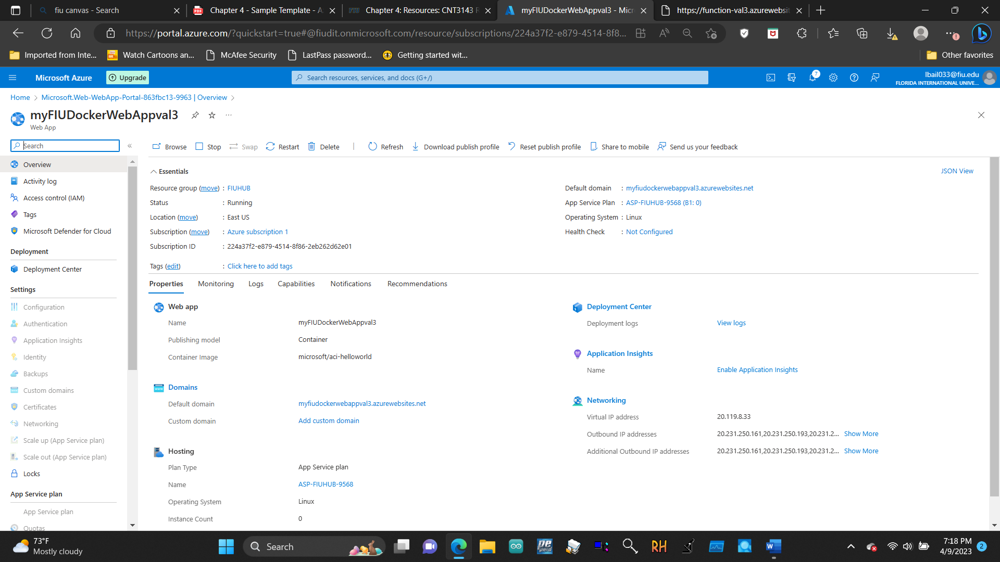 fiu canvas - Search
Chapter 4 - Sample Template - A
Chapter 4: Resources: CNT3143 R
myFIUDockerWebAppval3 - Micr
https://function-val3.azurewebsit
https://portal.azure.com/?quickstart=true#@fiudit.onmicrosoft.com/resource/subscriptions/224a37f2-e879-4514-8f8...
Imported from Inte...
Watch Cartoons an...
McAfee Security
LastPass password...
Getting started wit...
Other favorites
Microsoft Azure
Upgrade
Search resources, services, and docs (G+/)
7
lbail033@fiu.edu
FLORIDA INTERNATIONAL UNIVE...
Home > Microsoft.Web-WebApp-Portal-863fbc13-9963 | Overview >
myFIUDockerWebAppval3
Web App
Search
Browse
Stop
Swap
Restart
Delete
Refresh
Download publish profile
Reset publish profile
Share to mobile
Send us your feedback
Overview
Activity log
Access control (IAM)
Tags
Microsoft Defender for Cloud
Deployment
Deployment Center
Settings
Configuration
Authentication
Application Insights
Identity
Backups
Custom domains
Certificates
Networking
Scale up (App Service plan)
Scale out (App Service plan)
Locks
App Service plan
App Service plan
Quotas
Essentials
JSON View
Resource group (move) : FIUHUB
Status : Running
Location (move) : East US
Subscription (move) : Azure subscription 1
Subscription ID : 224a37f2-e879-4514-8f86-2eb262d62e01
Tags (edit) : Click here to add tags
Default domain : myfiudockerwebappval3.azurewebsites.net
App Service Plan : ASP-FIUHUB-9568 (B1: 0)
Operating System : Linux
Health Check : Not Configured
Properties
Monitoring
Logs
Capabilities
Notifications
Recommendations
Web app
Name myFIUDockerWebAppval3
Publishing model Container
Container Image microsoft/aci-helloworld
Domains
Default domain myfiudockerwebappval3.azurewebsites.net
Custom domain Add custom domain
Hosting
Plan Type App Service plan
Name ASP-FIUHUB-9568
Operating System Linux
Instance Count 0
Deployment Center
Deployment logs View logs
Application Insights
Name Enable Application Insights
Networking
Virtual IP address 20.119.8.33
Outbound IP addresses 20.231.250.161,20.231.250.193,20.231.2... Show More
Additional Outbound IP addresses 20.231.250.161,20.231.250.193,20.231.2... Show More
73°F
Mostly cloudy
Search
RH
7:18 PM
4/9/2023
2